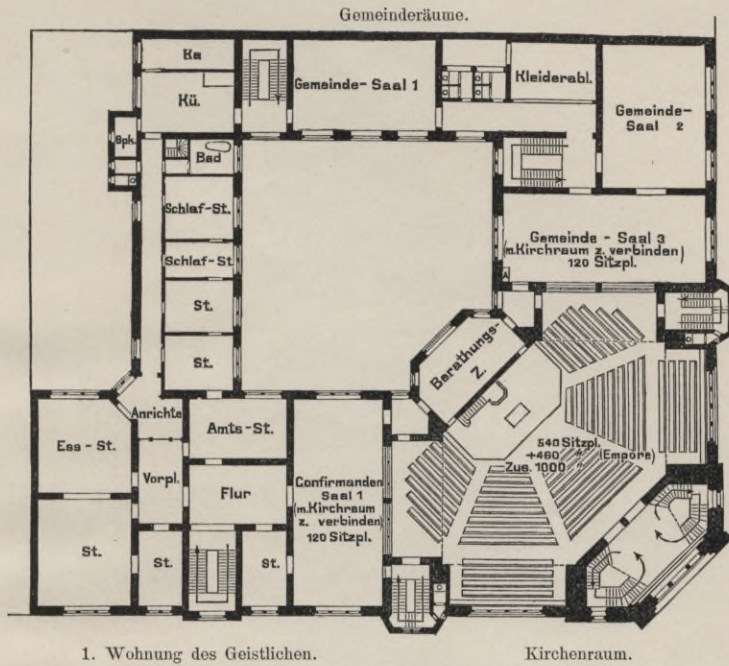 Gemeinderäume.
Ka
Kü.
Gemeinde-Saal 1
Kleiderabl.
Gemeinde-
Saal 2
Spk.
Bad
Schlaf-St.
Schlaf-St
St.
St.
Gemeinde-Saal 3
(m. Kirchraum z. verbinden)
120 Sitzpl.
A
Berathungs-
Z.
Anrichte
Amts-St.
Ess-St.
Vorpl.
Flur
Confirmanden
Saal 1
(m. Kirchraum
z. verbinden)
120 Sitzpl.
540 Sitzpl.
+460 " (Empore)
Zus. 1000
St.
St.
St.
1. Wohnung des Geistlichen.
Kirchenraum.